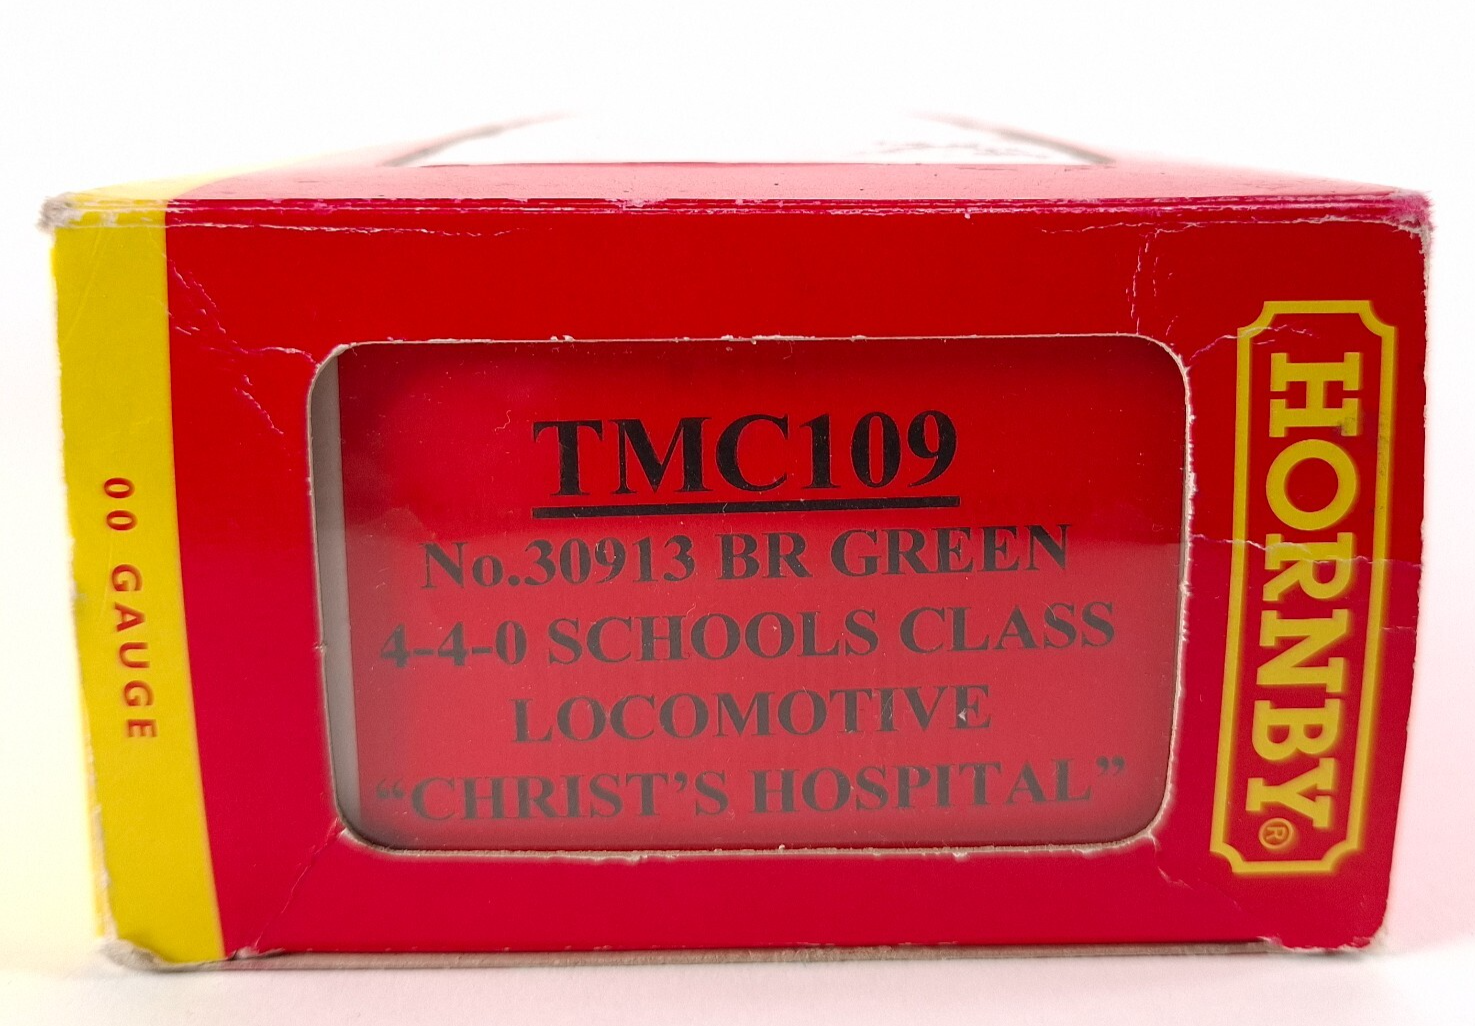 00 GAUGE
TMC109
No.30913 BR GREEN
4-4-0 SCHOOLS CLASS
LOCOMOTIVE
“CHRIST’S HOSPITAL”
HORNBY®